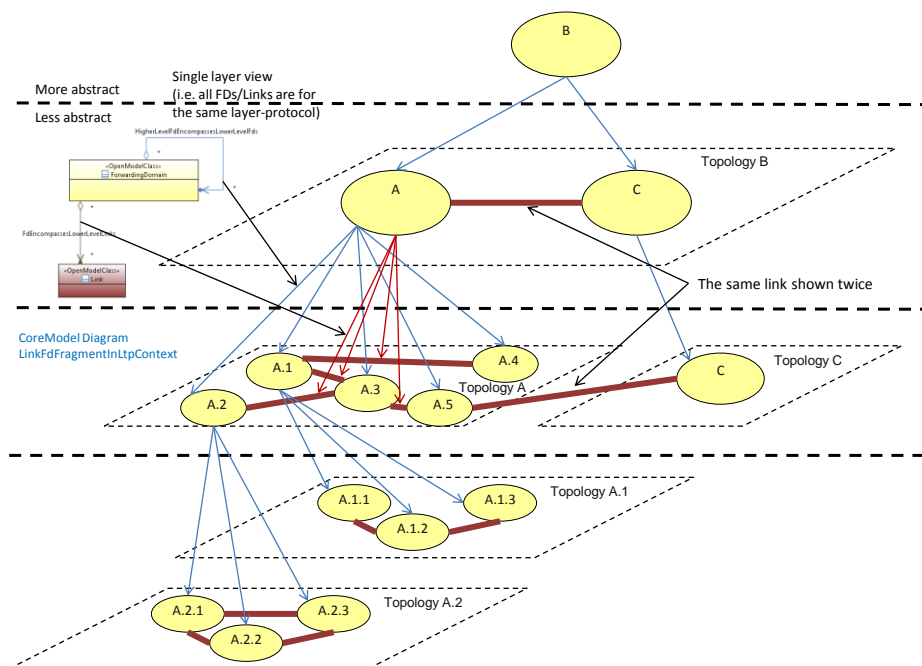 B
More abstract
Less abstract
Single layer view
(i.e. all FDs/Links are for
the same layer-protocol)
HigherLevelFdEncompassesLowerLevelFds
*
*
«OpenModelClass»
ForwardingDomain
*
FdEncompassesLowerLevelLinks
*
«OpenModelClass»
Link
Topology B
A
C
The same link shown twice
CoreModel Diagram
LinkFdFragmentInLtpContext
A.1
A.4
Topology C
A.3
Topology A
C
A.2
A.5
Topology A.1
A.1.1
A.1.3
A.1.2
Topology A.2
A.2.1
A.2.3
A.2.2